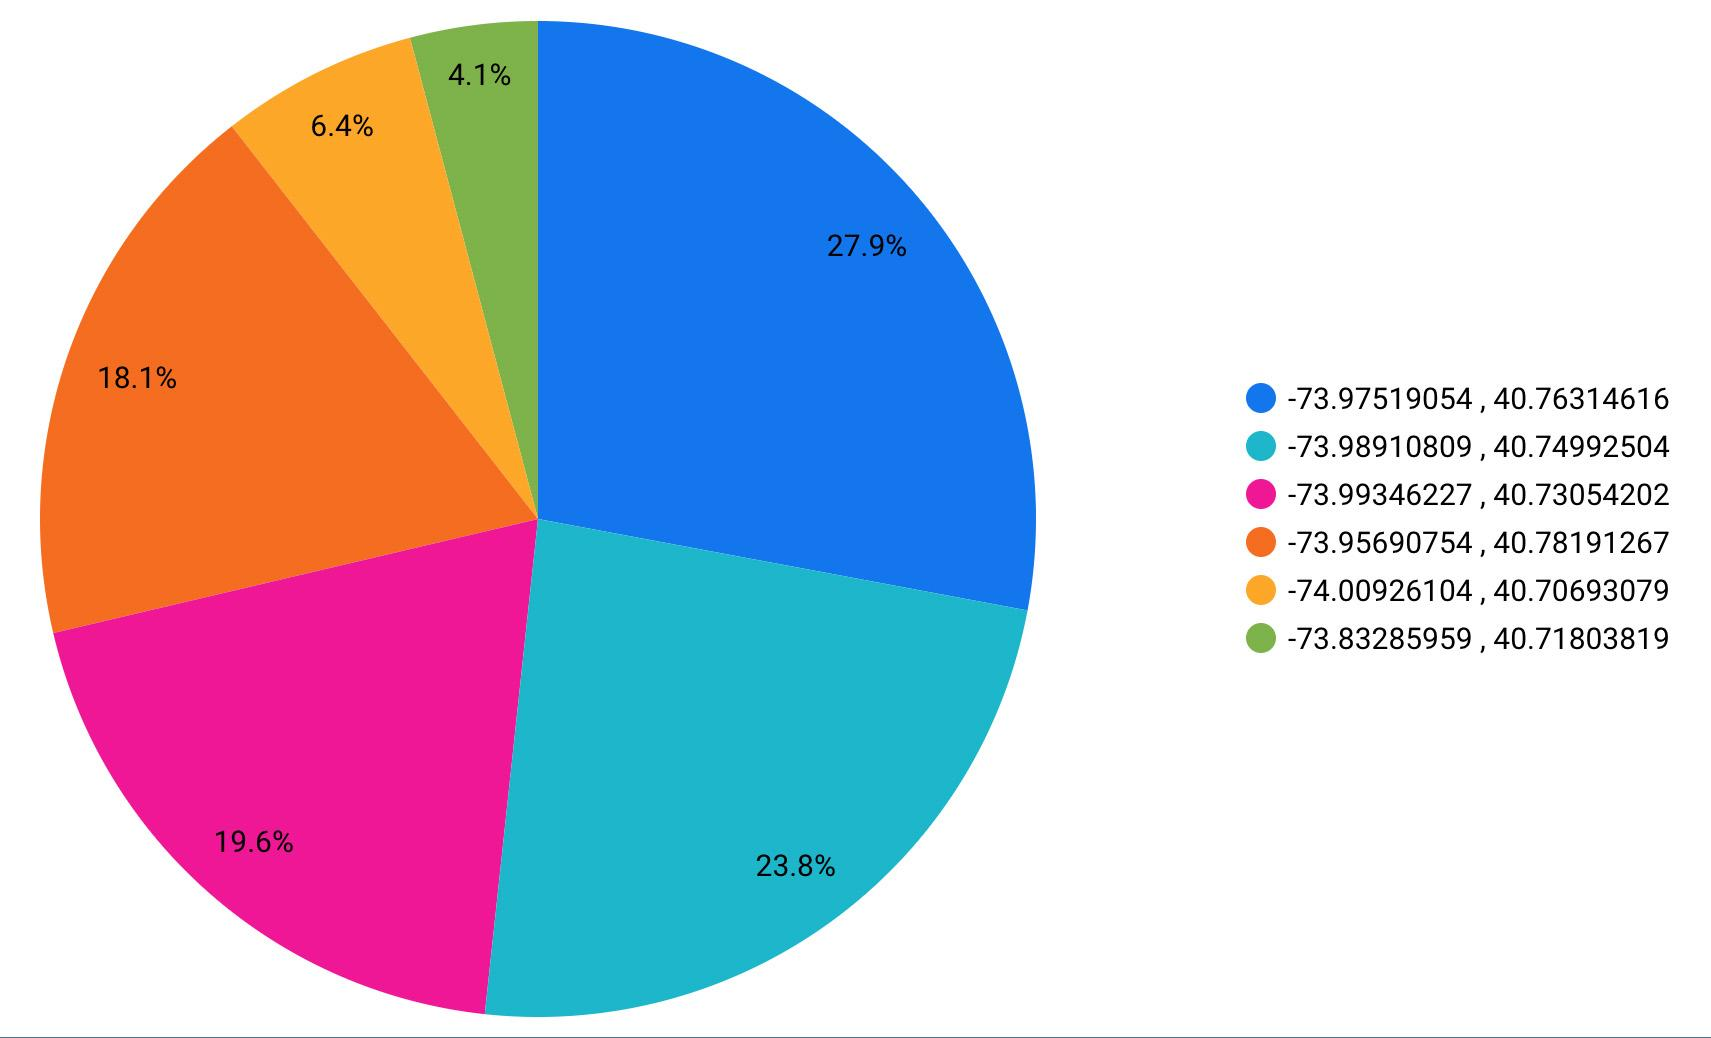 4.1%
6.4%
27.9%
18.1%
19.6%
23.8%
-73.97519054 , 40.76314616
-73.98910809 , 40.74992504
-73.99346227 , 40.73054202
-73.95690754 , 40.78191267
-74.00926104 , 40.70693079
-73.83285959 , 40.71803819